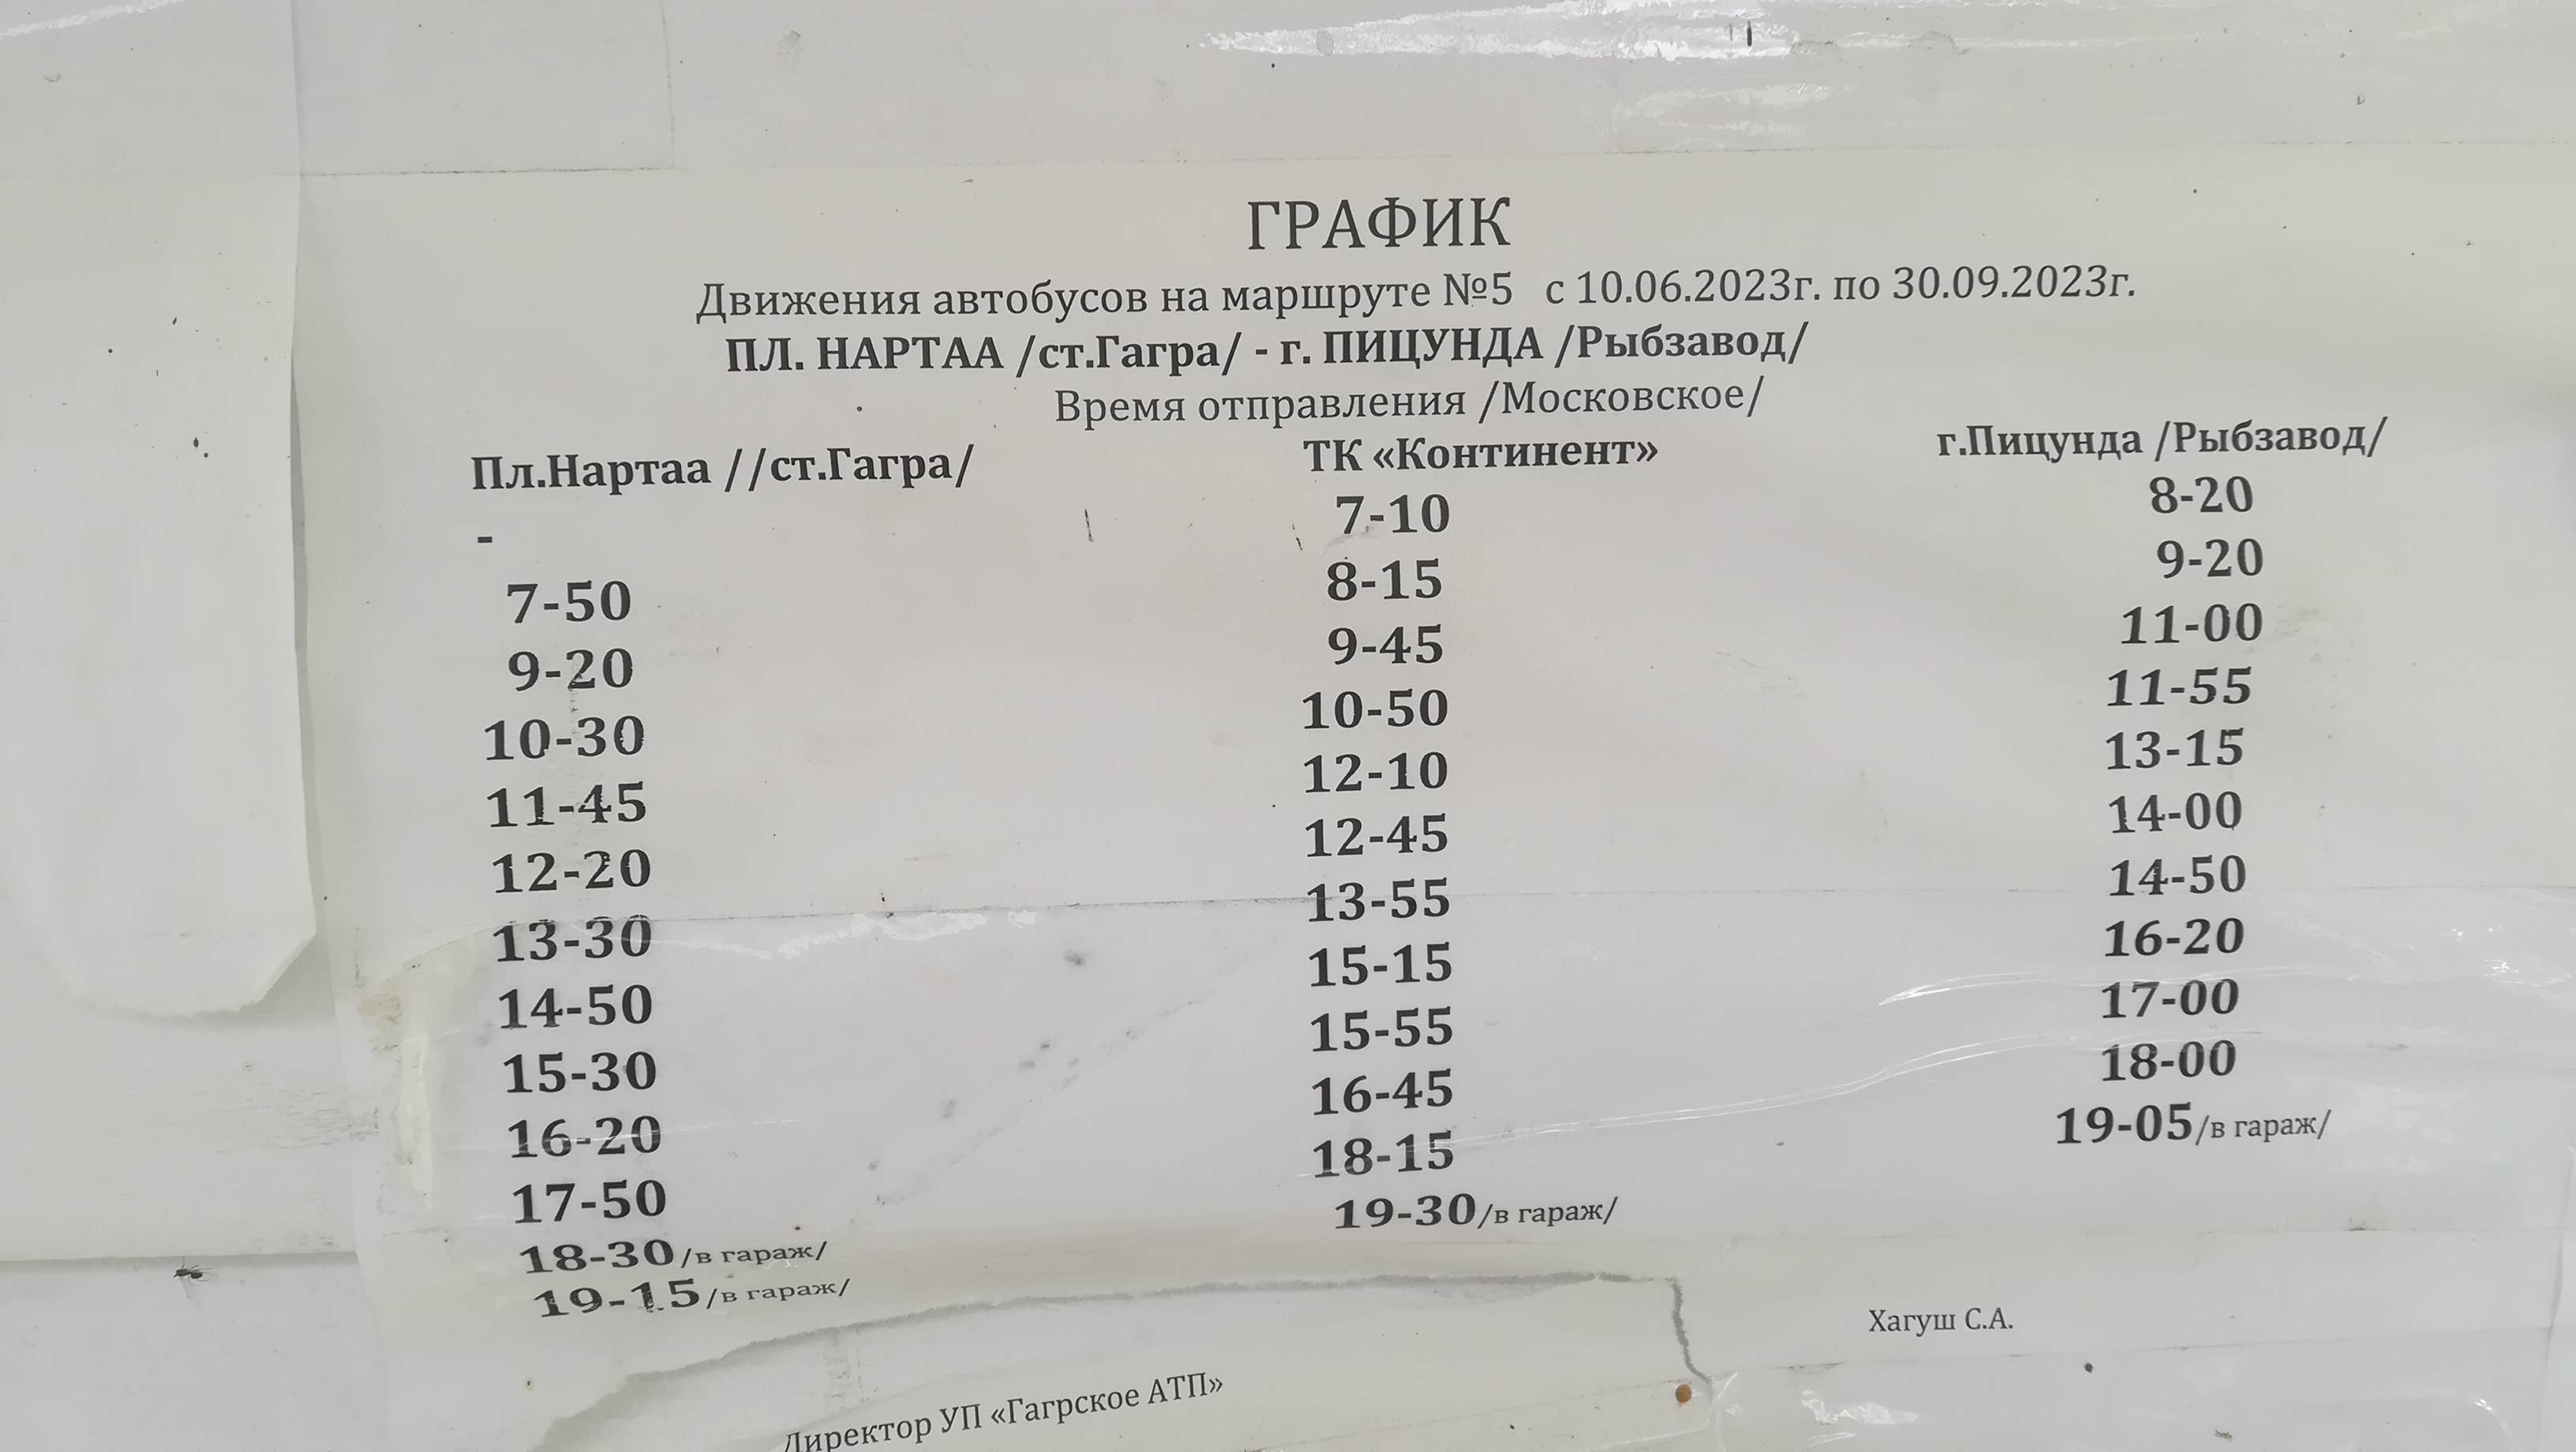 ГРАФИК
Движения автобусов на маршруте №5 с 10.06.2023г. по 30.09.2023г.
ПЛ. НАРТАА /ст.Гагра/ - г. ПИЦУНДА /Рыбзавод/
Время отправления /Московское/
Пл.Нартаа //ст.Гагра/ ТК «Континент» г.Пицунда /Рыбзавод/
- 7-10 8-20
7-50 8-15 9-20
9-20 9-45 11-00
10-30 10-50 11-55
11-45 12-10 13-15
12-20 12-45 14-00
13-30 13-55 14-50
14-50 15-15 16-20
15-30 15-55 17-00
16-20 16-45 18-00
17-50 18-15 19-05/в гараж/
18-30/в гараж/ 19-30/в гараж/
19-15/в гараж/
Директор УП «Гагрское АТП» Хагуш С.А.